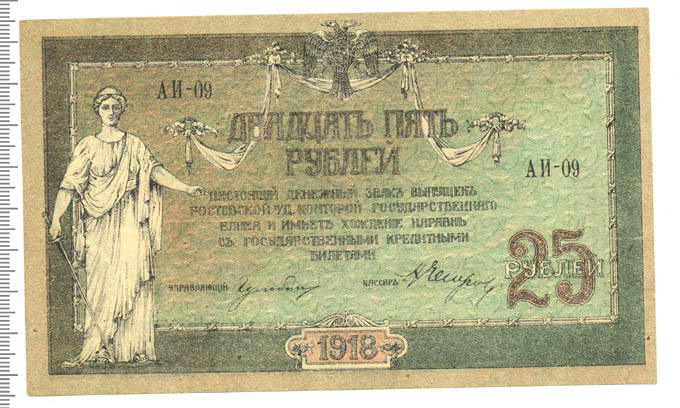 АИ-09
ДВАДЦАТЬ ПЯТЬ
РУБЛЕЙ
АИ-09
НАСТОЯЩІЙ ДЕНЕЖНЫЙ ЗНАКЪ ВЫПУЩЕНЪ
РОСТОВСКОЙ Н/Д. КОНТОРОЙ ГОСУДАРСТВЕННАГО
БАНКА И ИМѢЕТЪ ХОЖДЕНІЕ НАРАВНѢ
СЪ ГОСУДАРСТВЕННЫМИ КРЕДИТНЫМИ
БИЛЕТАМИ
25
РУБЛЕЙ
УПРАВЛЯЮЩІЙ
КАССИРЪ
1918